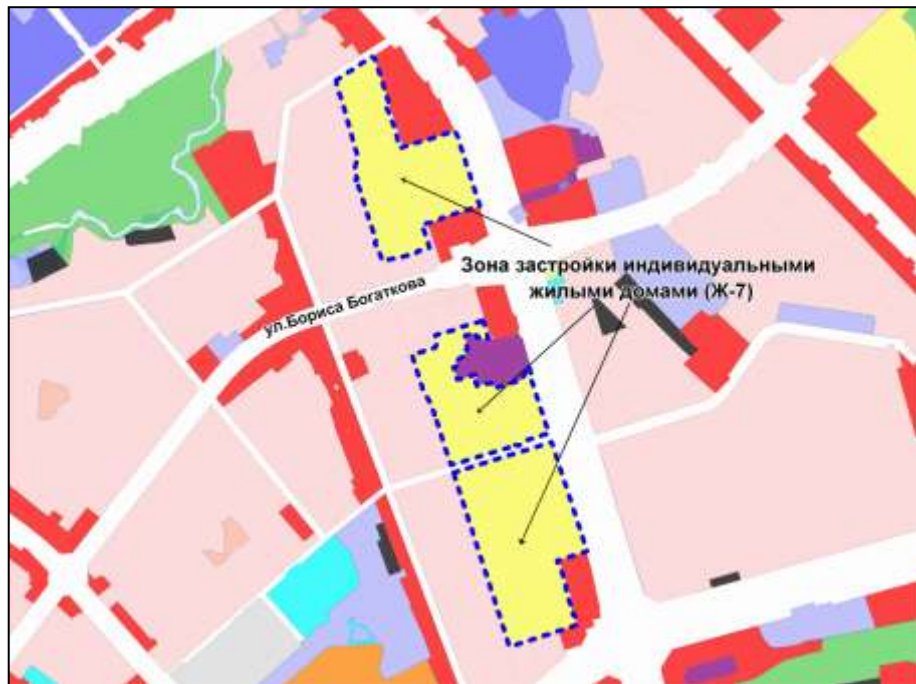 Зона застройки индивидуальными
жилыми домами (Ж-7)
ул.Бориса Богаткова